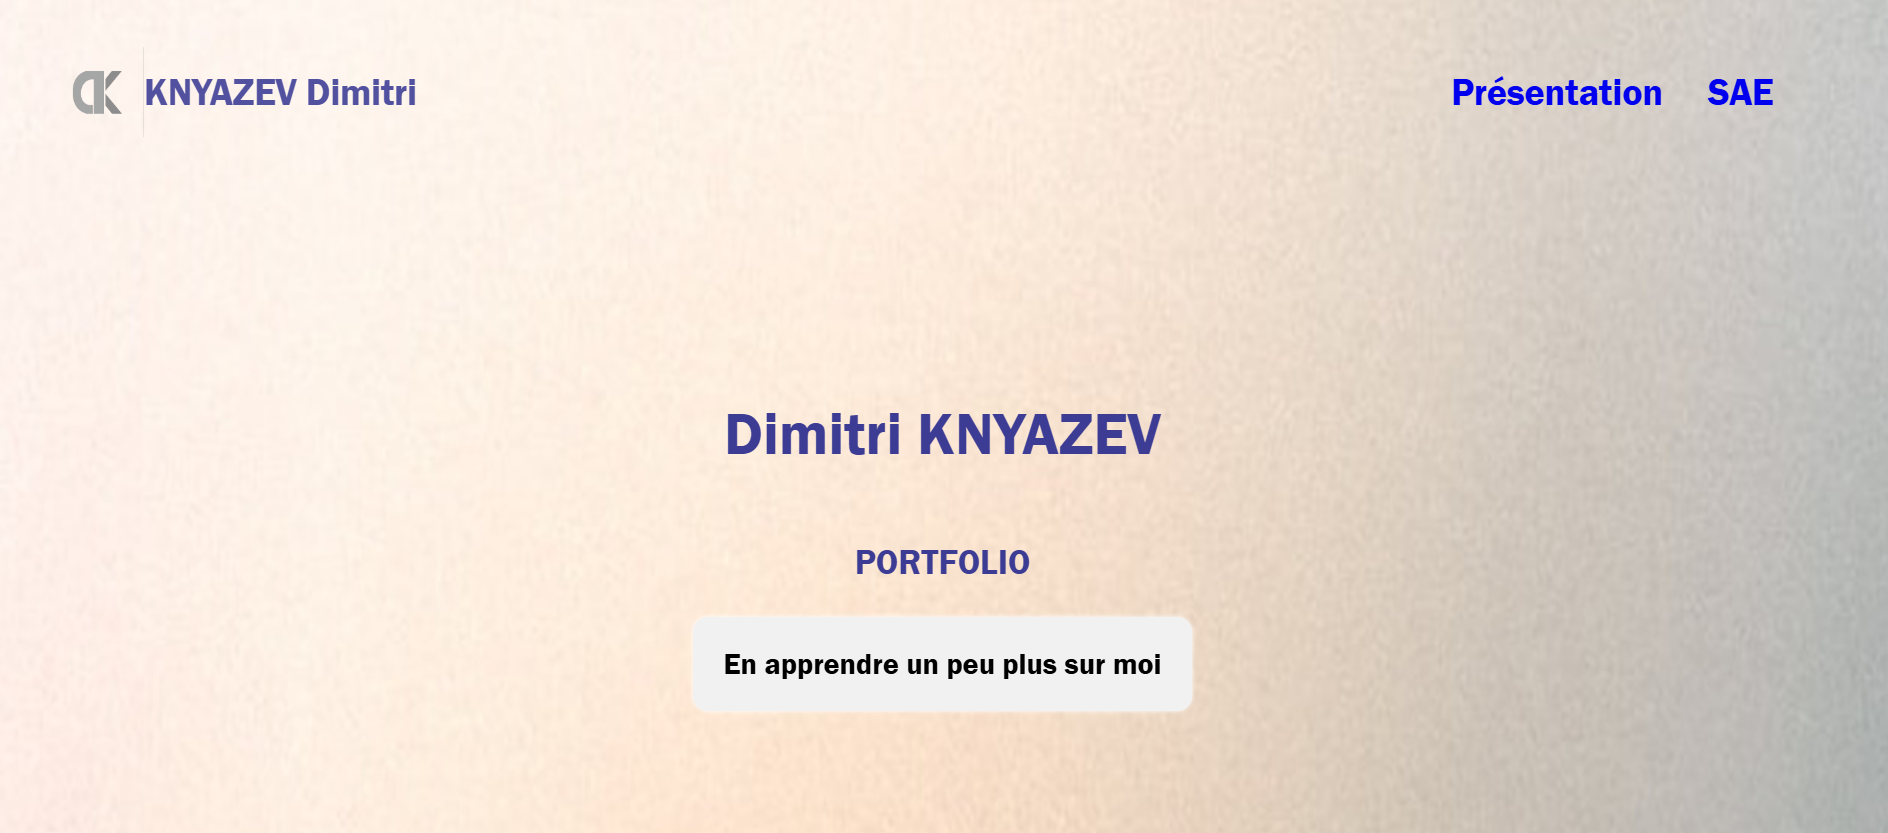 DK
KNYAZEV Dimitri
Présentation
SAE
Dimitri KNYAZEV
PORTFOLIO
En apprendre un peu plus sur moi